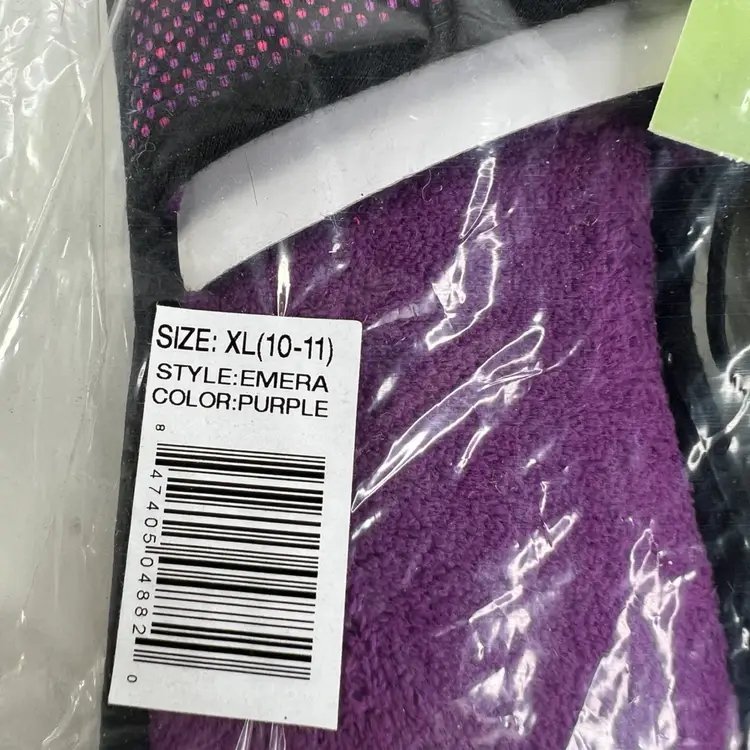 SIZE: XL(10-11)
STYLE:EMERA
COLOR:PURPLE
8 47405 04882 0